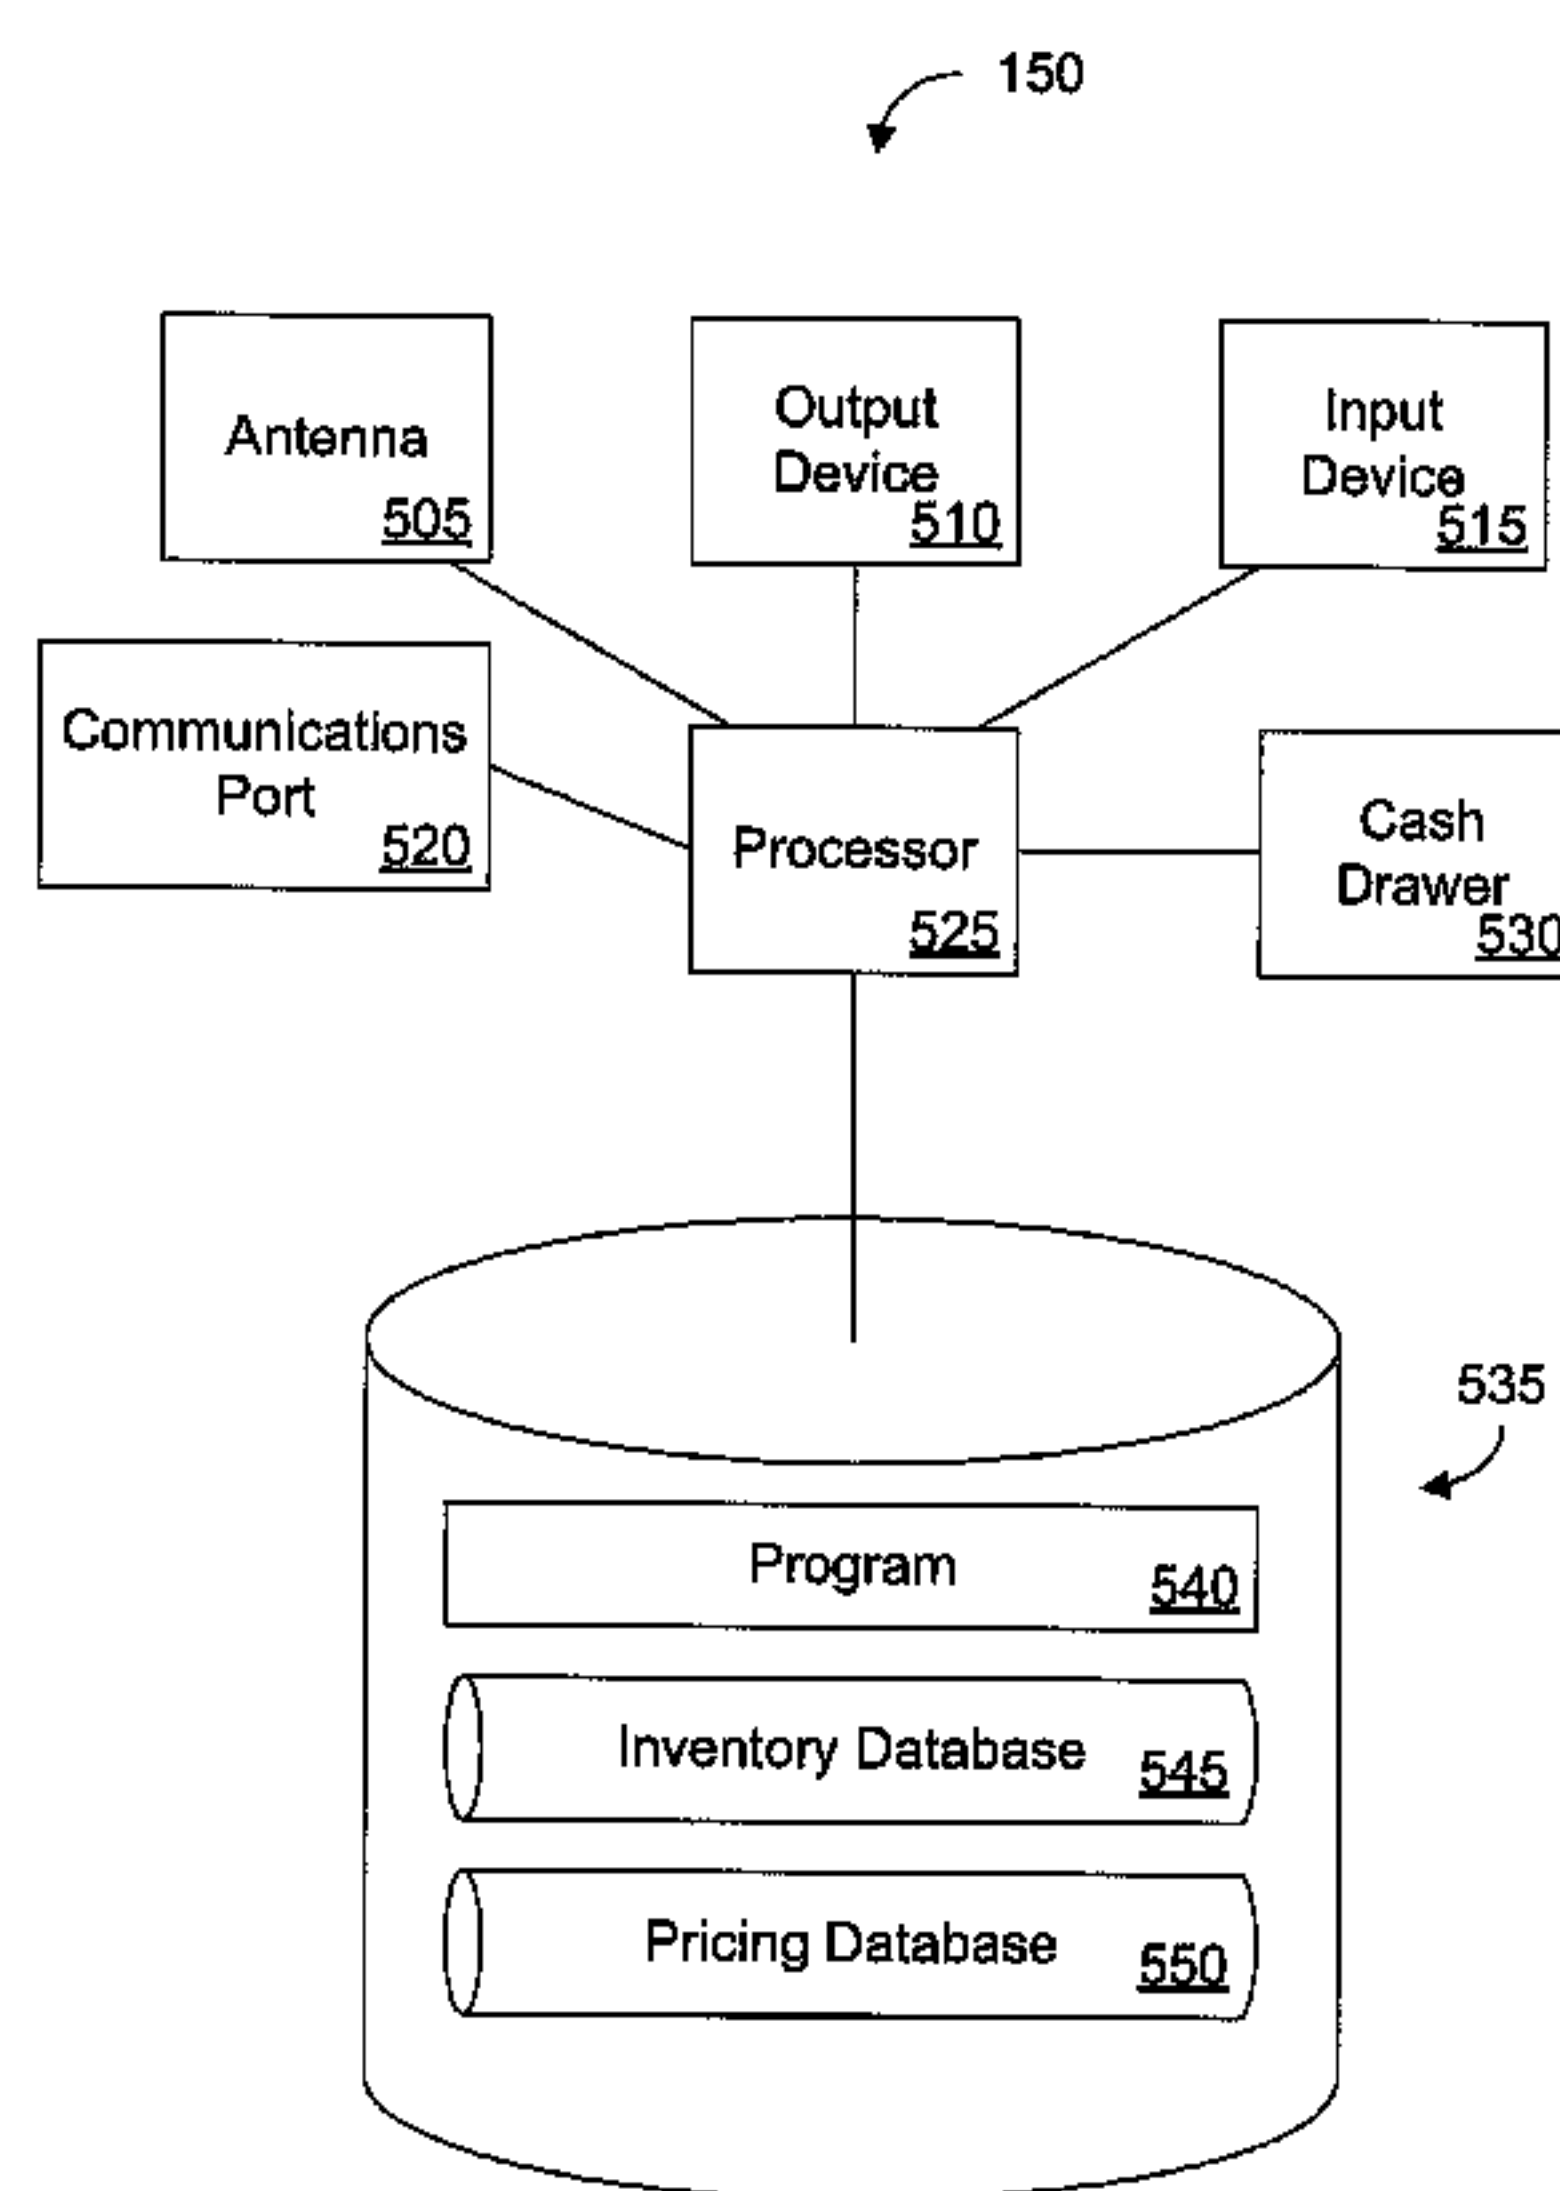 150
Antenna
505
Output
Device
510
Input
Device
515
Communications
Port
520
Processor
525
Cash
Drawer
530
535
Program
540
Inventory Database
545
Pricing Database
550